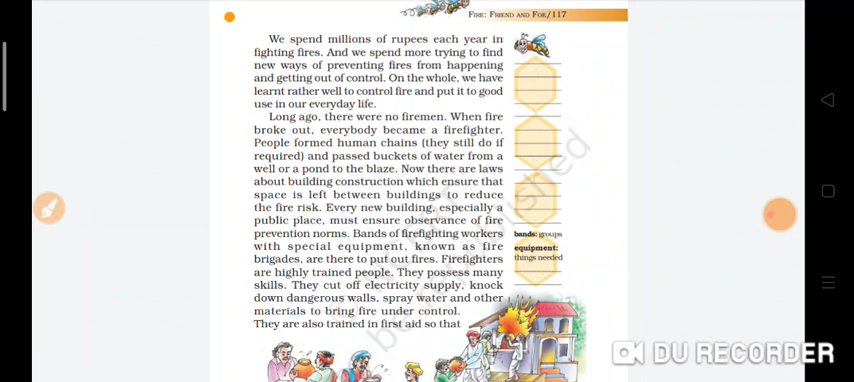 FIRE: FRIEND AND FOE/117
We spend millions of rupees each year in
fighting fires. And we spend more trying to find
new ways of preventing fires from happening
and getting out of control. On the whole, we have
learnt rather well to control fire and put it to good
use in our everyday life.
Long ago, there were no firemen. When fire
broke out, everybody became a firefighter.
People formed human chains (they still do if
required) and passed buckets of water from a
well or a pond to the blaze. Now there are laws
about building construction which ensure that
space is left between buildings to reduce
the fire risk. Every new building, especially a
public place, must ensure observance of fire
prevention norms. Bands of firefighting workers
with special equipment, known as fire
brigades, are there to put out fires. Firefighters
are highly trained people. They possess many
skills. They cut off electricity supply, knock
down dangerous walls, spray water and other
materials to bring fire under control.
They are also trained in first aid so that
bands: groups
equipment:
things needed
DU RECORDER